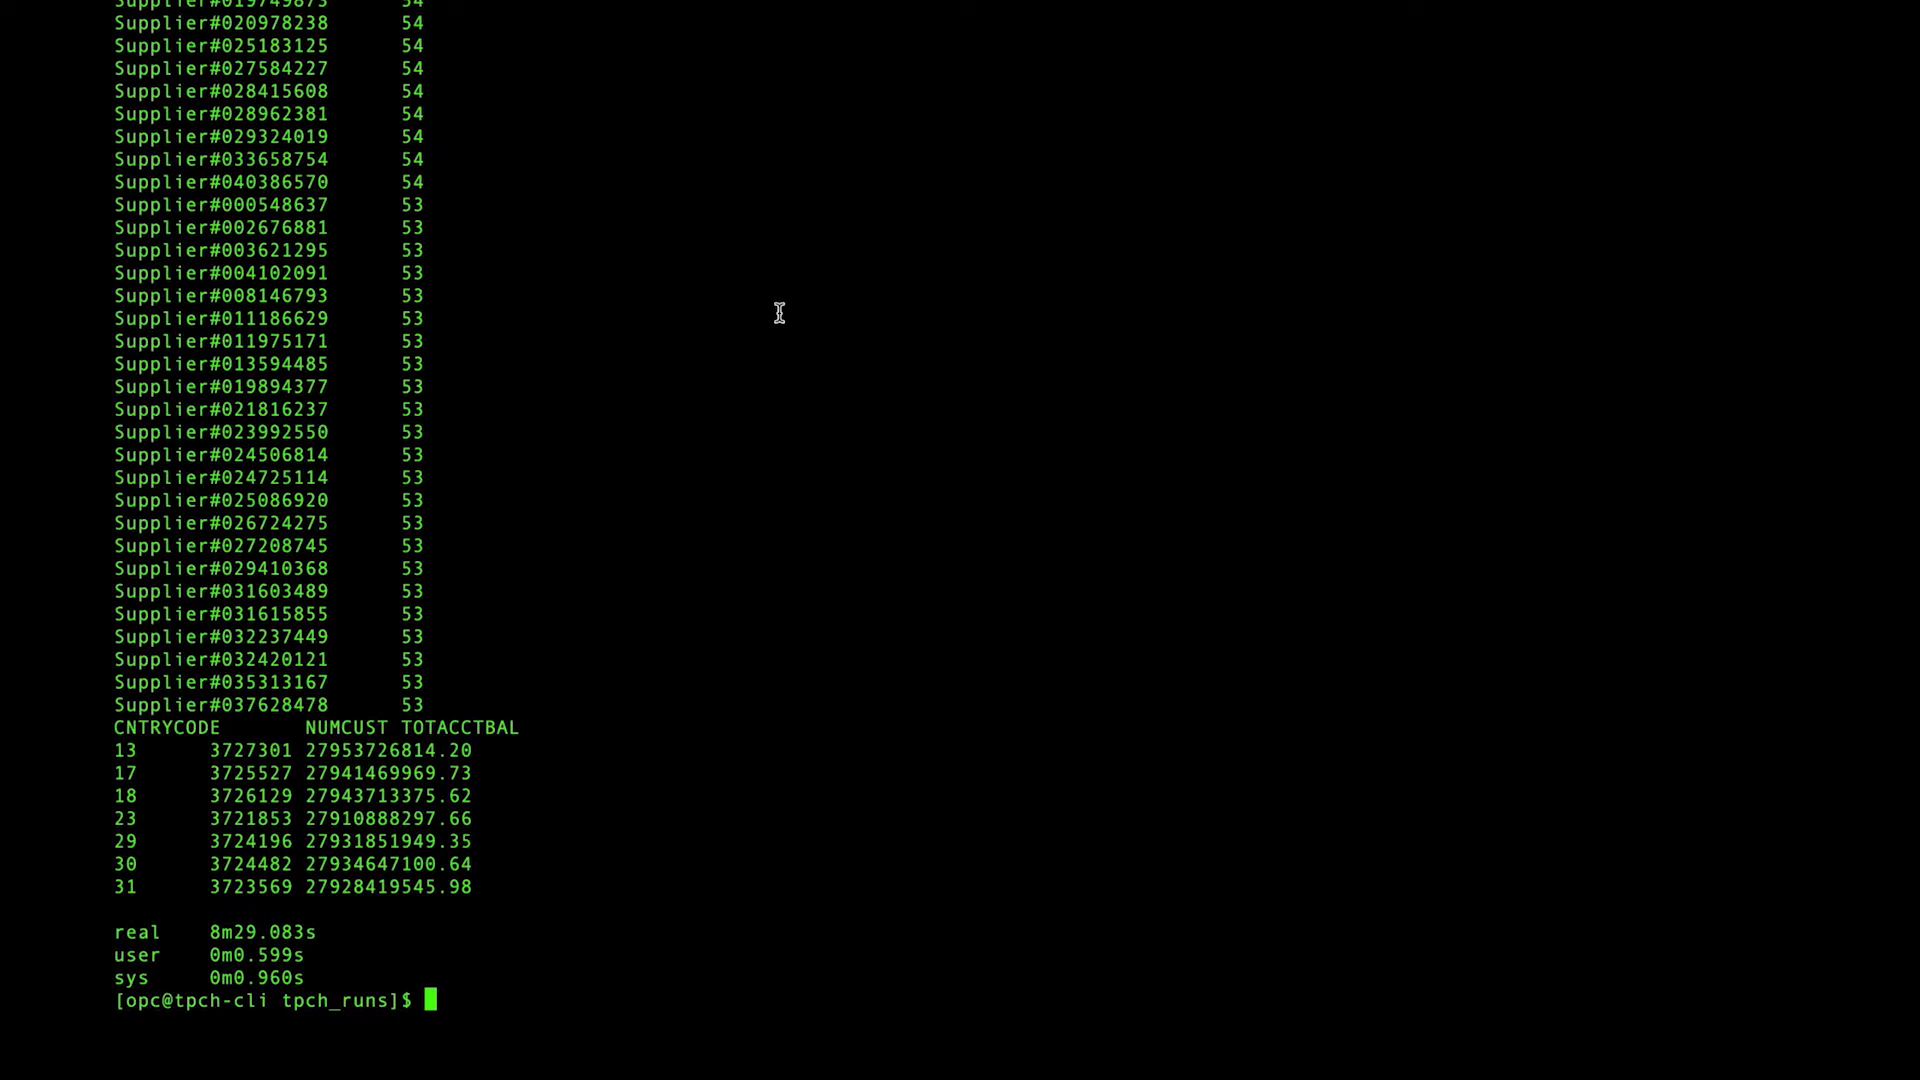 Supplier#019749873 54
Supplier#020978238 54
Supplier#025183125 54
Supplier#027584227 54
Supplier#028415608 54
Supplier#028962381 54
Supplier#029324019 54
Supplier#033658754 54
Supplier#040386570 54
Supplier#000548637 53
Supplier#002676881 53
Supplier#003621295 53
Supplier#004102091 53
Supplier#008146793 53
Supplier#011186629 53
Supplier#011975171 53
Supplier#013594485 53
Supplier#019894377 53
Supplier#021816237 53
Supplier#023992550 53
Supplier#024506814 53
Supplier#024725114 53
Supplier#025086920 53
Supplier#026724275 53
Supplier#027208745 53
Supplier#029410368 53
Supplier#031603489 53
Supplier#031615855 53
Supplier#032237449 53
Supplier#032420121 53
Supplier#035313167 53
Supplier#037628478 53
CNTRYCODE NUMCUST TOTACCTBAL
13 3727301 27953726814.20
17 3725527 27941469969.73
18 3726129 27943713375.62
23 3721853 27910888297.66
29 3724196 27931851949.35
30 3724482 27934647100.64
31 3723569 27928419545.98
real 8m29.083s
user 0m0.599s
sys 0m0.960s
[opc@tpch-cli tpch_runs]$